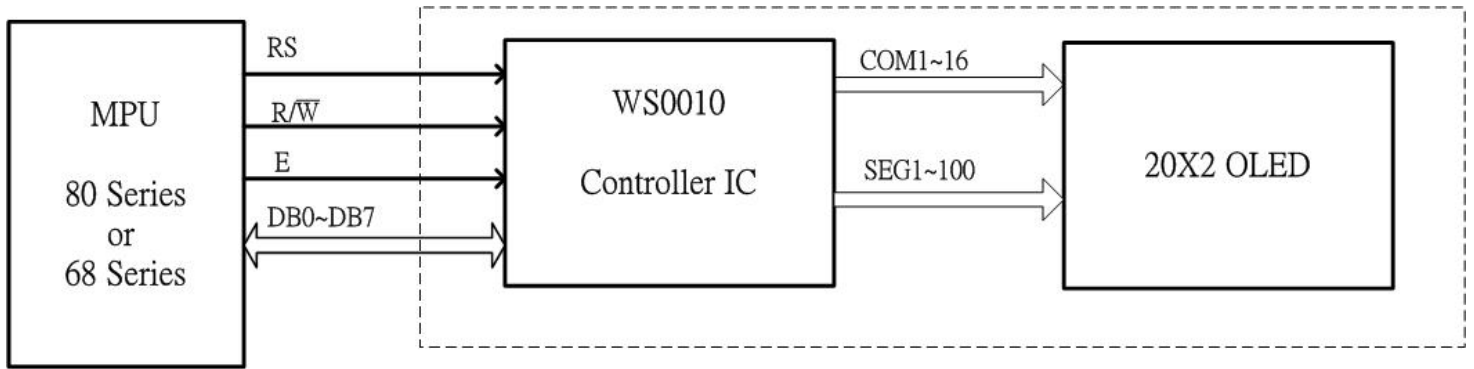 MPU
80 Series
or
68 Series
RS
R/W̅
E
DB0~DB7
WS0010
Controller IC
COM1~16
SEG1~100
20X2 OLED